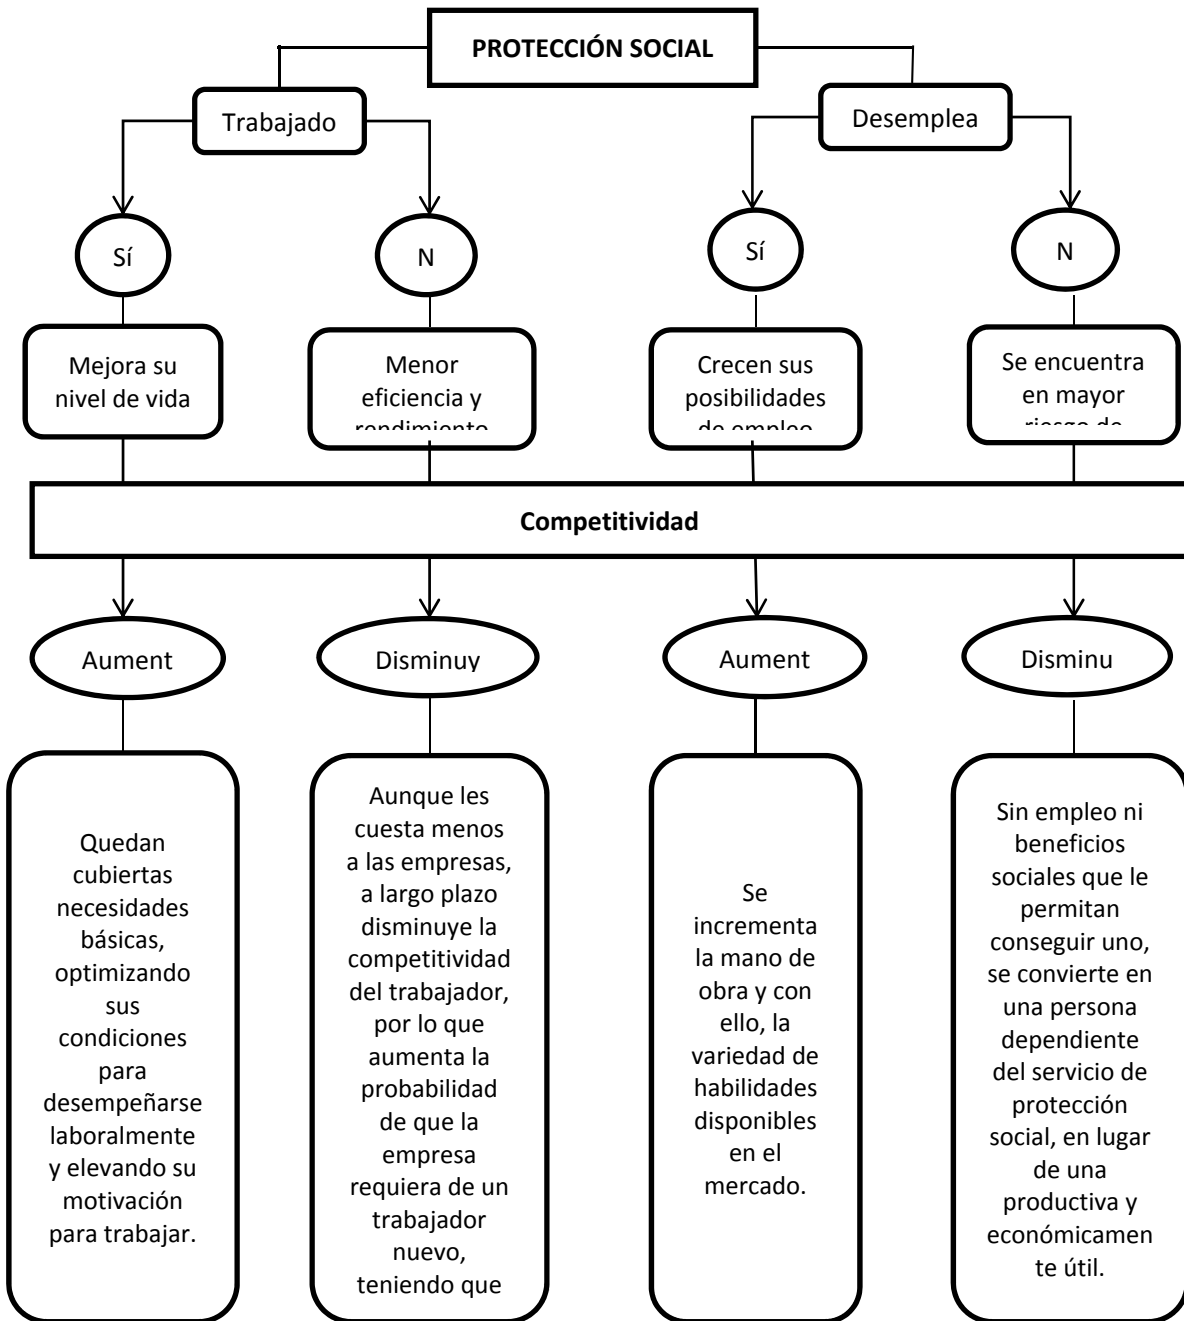 PROTECCIÓN SOCIAL
Trabajado
Desemplea
Sí
N
Sí
N
Mejora su
nivel de vida
Menor
eficiencia y
rendimiento
Crecen sus
posibilidades
de empleo
Se encuentra
en mayor
riesgo de
Competitividad
Aument
Disminuy
Aument
Disminu
Quedan
cubiertas
necesidades
básicas,
optimizando
sus
condiciones
para
desempeñarse
laboralmente
y elevando su
motivación
para trabajar.
Aunque les
cuesta menos
a las empresas,
a largo plazo
disminuye la
competitividad
del trabajador,
por lo que
aumenta la
probabilidad
de que la
empresa
requiera de un
trabajador
nuevo,
teniendo que
Se
incrementa
la mano de
obra y con
ello, la
variedad de
habilidades
disponibles
en el
mercado.
Sin empleo ni
beneficios
sociales que le
permitan
conseguir uno,
se convierte en
una persona
dependiente
del servicio de
protección
social, en lugar
de una
productiva y
económicamen
te útil.